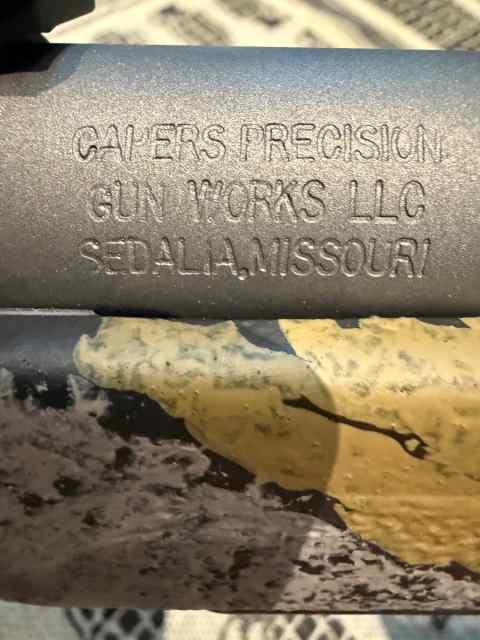 CAPERS PRECISION
GUN WORKS LLC
SEDALIA, MISSOURI